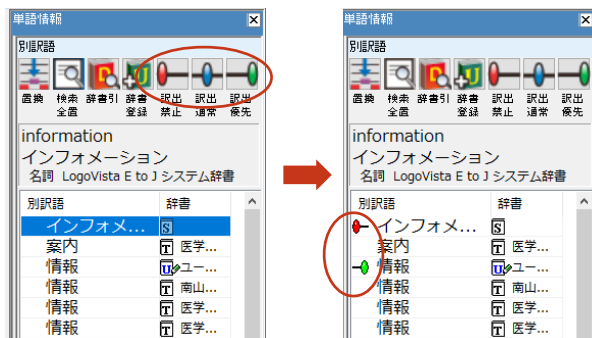 単語情報
別訳語
置換 検索全置 辞書引 辞書登録 訳出禁止 訳出通常 訳出優先
information
インフォメーション
名詞 LogoVista E to J システム辞書
別訳語 辞書
インフォメ... S
案内 T 医学...
情報 U ユー...
情報 T 南山...
情報 T 医学...
情報 T 医学...
単語情報
別訳語
置換 検索全置 辞書引 辞書登録 訳出禁止 訳出通常 訳出優先
information
インフォメーション
名詞 LogoVista E to J システム辞書
別訳語 辞書
インフォメ... S
案内 T 医学...
情報 U ユー...
情報 T 南山...
情報 T 医学...
情報 T 医学...